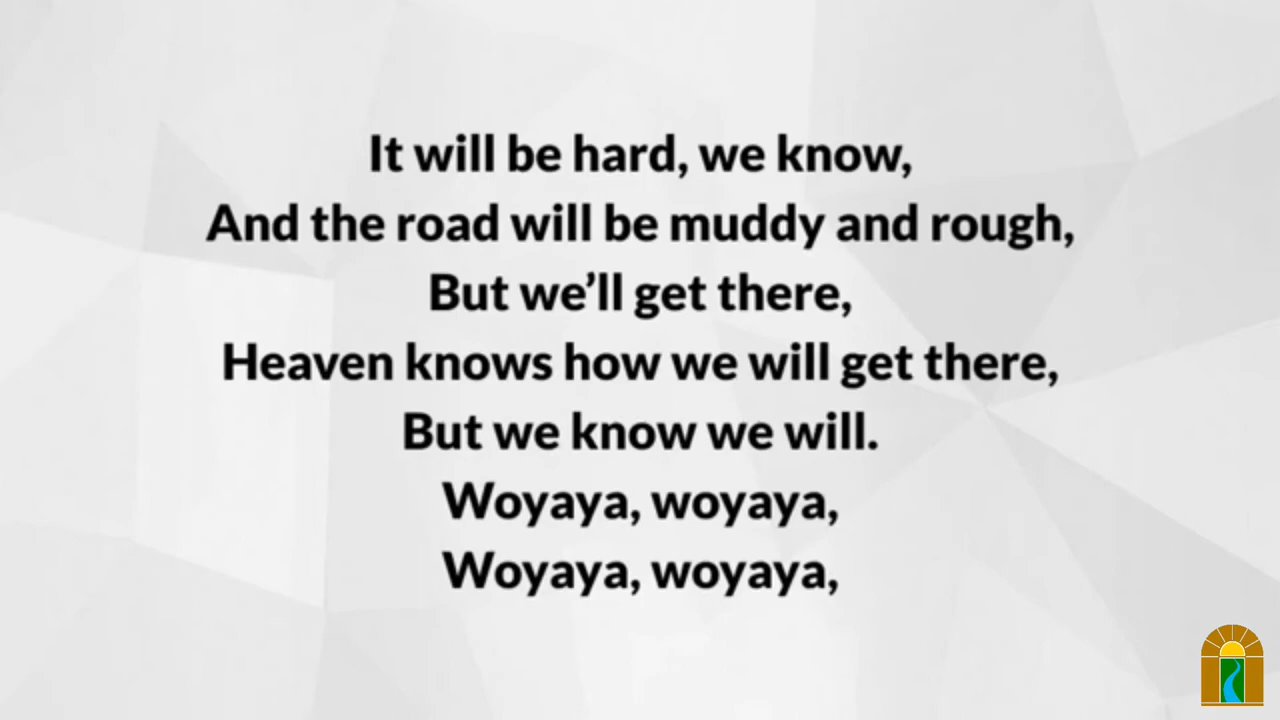 It will be hard, we know,
And the road will be muddy and rough,
But we’ll get there,
Heaven knows how we will get there,
But we know we will.
Woyaya, woyaya,
Woyaya, woyaya,